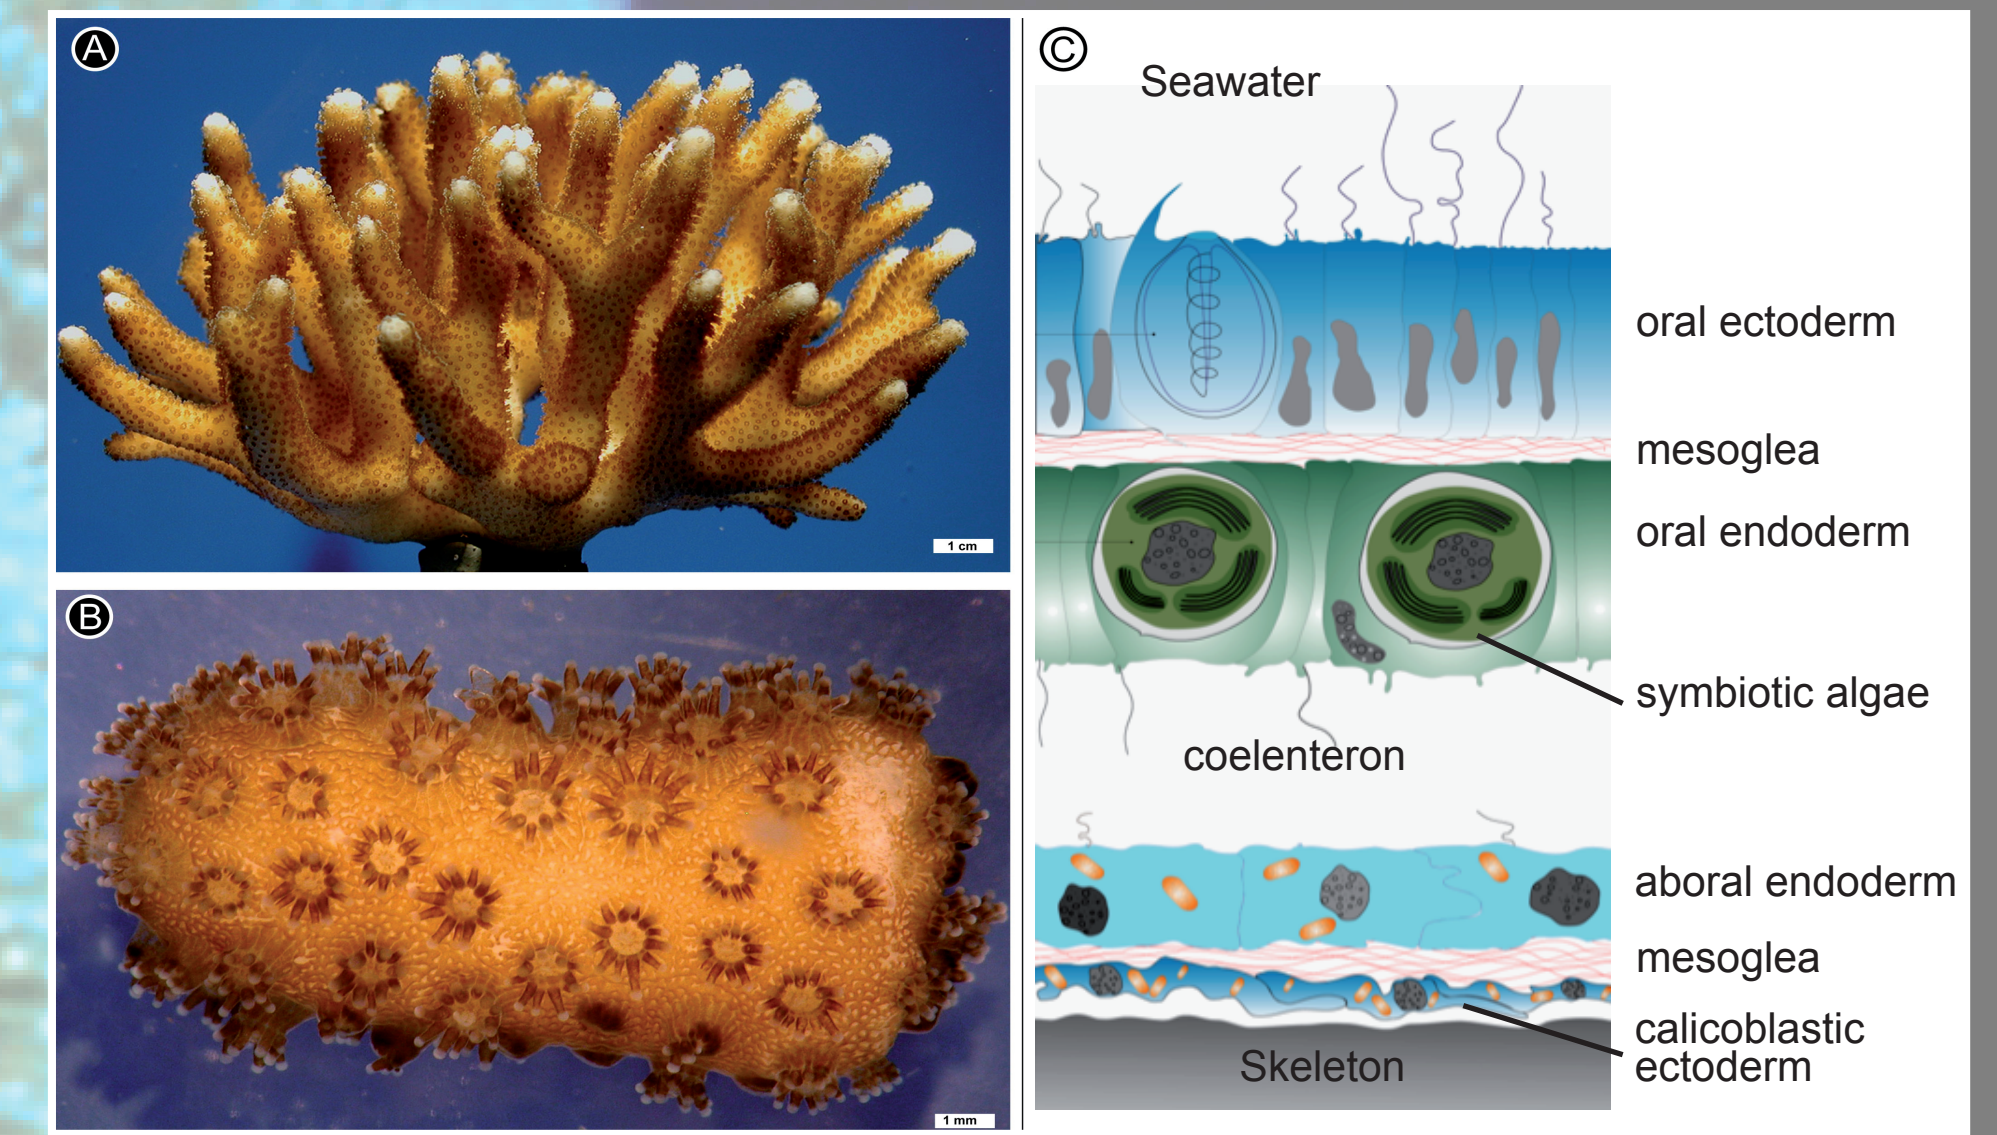 A
1 cm
B
1 mm
C
Seawater
oral ectoderm
mesoglea
oral endoderm
symbiotic algae
coelenteron
aboral endoderm
mesoglea
calicoblastic
ectoderm
Skeleton